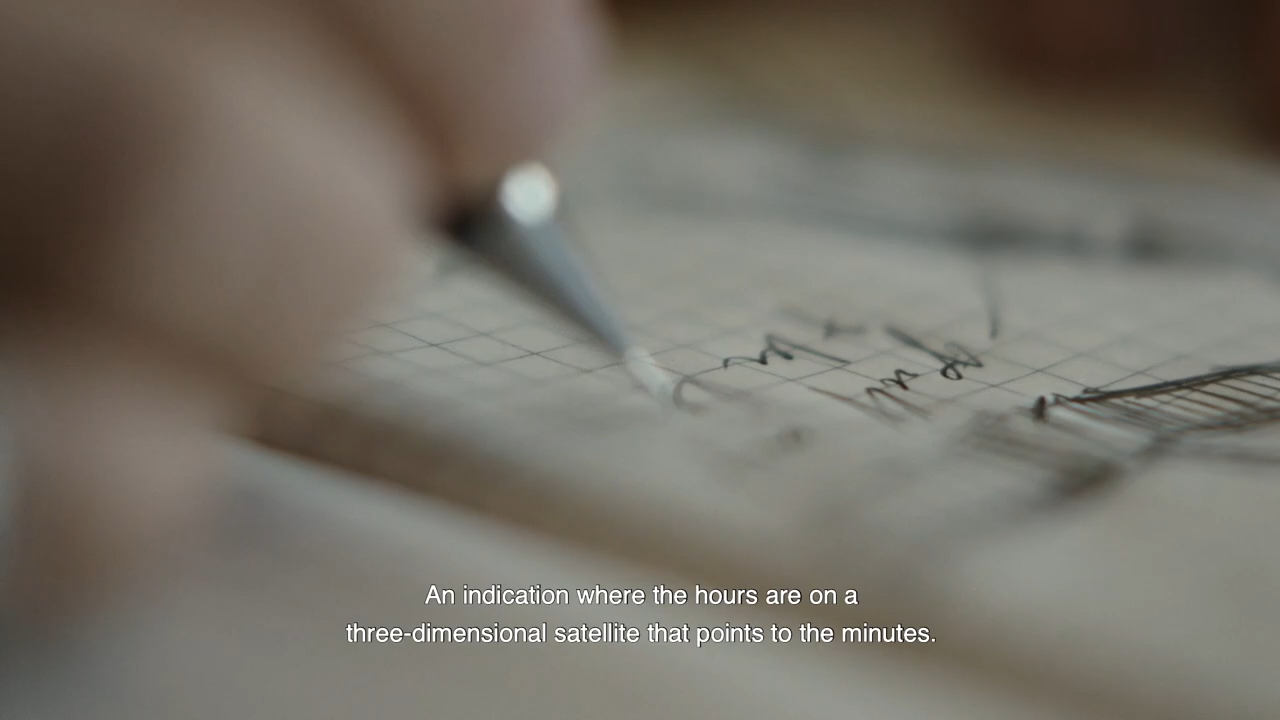 An indication where the hours are on a
three-dimensional satellite that points to the minutes.